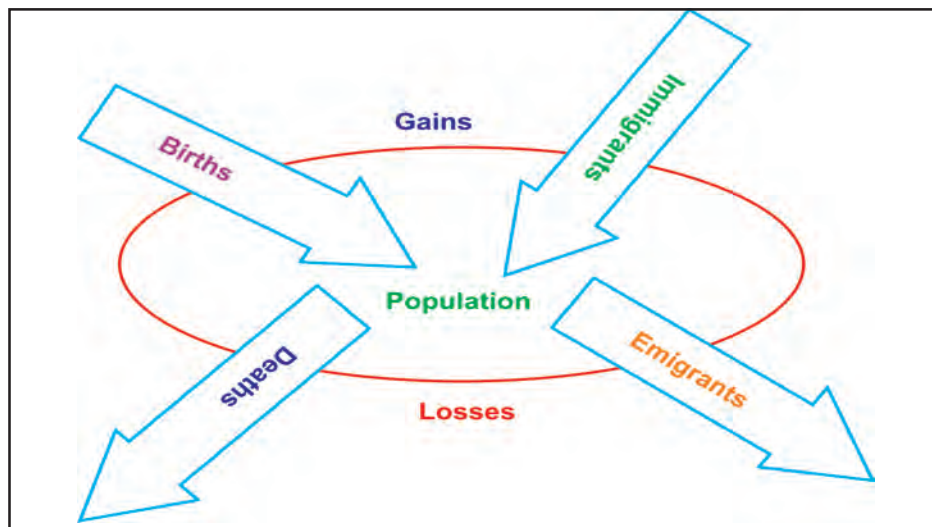 Gains
Immigrants
Births
Population
Deaths
Emigrants
Losses